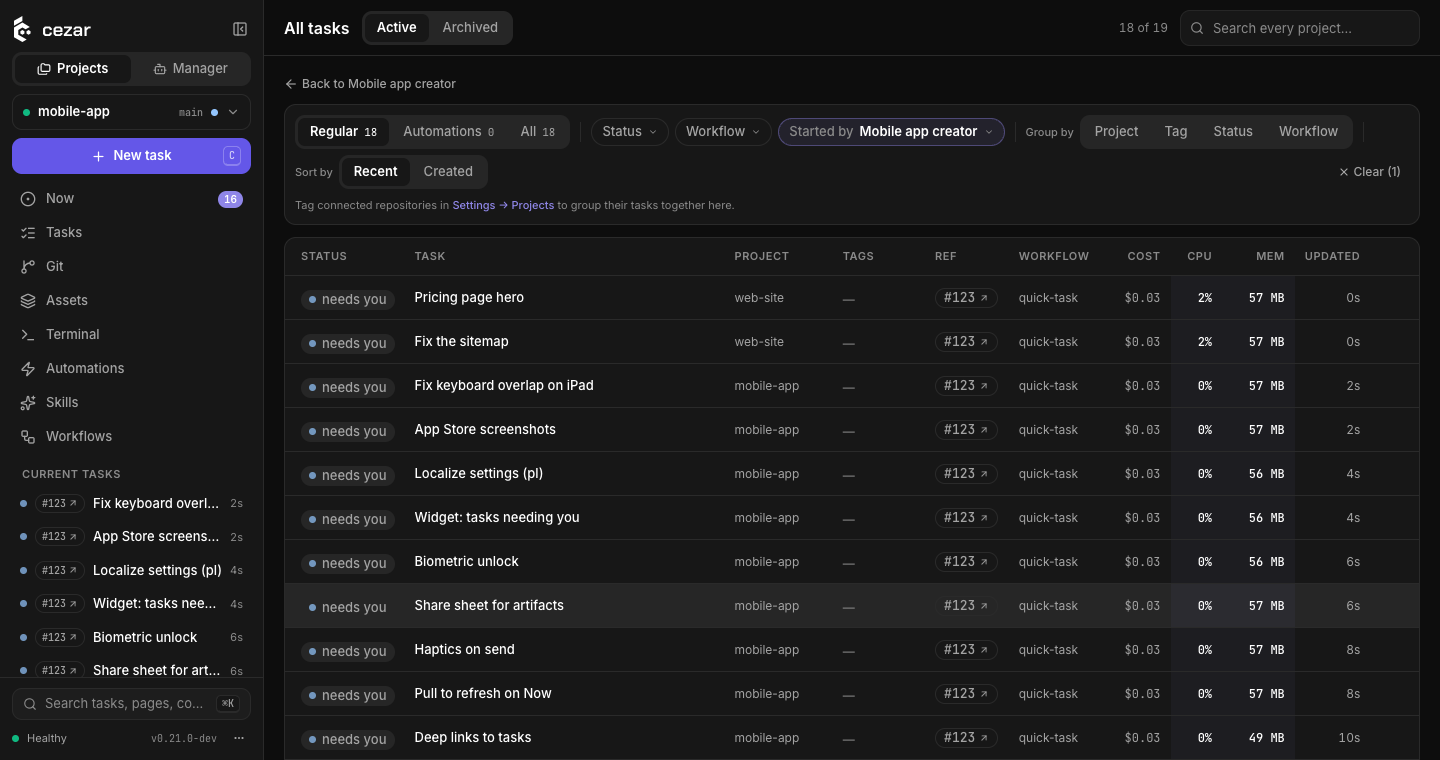 cezar
Projects Manager
mobile-app main
New task C
Now 16
Tasks
Git
Assets
Terminal
Automations
Skills
Workflows
CURRENT TASKS
#123 Fix keyboard overl... 2s
#123 App Store screens... 2s
#123 Localize settings (pl) 4s
#123 Widget: tasks nee... 4s
#123 Biometric unlock 6s
#123 Share sheet for art... 6s
Search tasks, pages, co... ⌘K
Healthy v0.21.0-dev ···
All tasks Active Archived 18 of 19 Search every project...
← Back to Mobile app creator
Regular 18 Automations 0 All 18 Status Workflow Started by Mobile app creator Group by Project Tag Status Workflow
Sort by Recent Created × Clear (1)
Tag connected repositories in Settings → Projects to group their tasks together here.
STATUS TASK PROJECT TAGS REF WORKFLOW COST CPU MEM UPDATED
needs you Pricing page hero web-site — #123 ↗ quick-task $0.03 2% 57 MB 0s
needs you Fix the sitemap web-site — #123 ↗ quick-task $0.03 2% 57 MB 0s
needs you Fix keyboard overlap on iPad mobile-app — #123 ↗ quick-task $0.03 0% 57 MB 2s
needs you App Store screenshots mobile-app — #123 ↗ quick-task $0.03 0% 57 MB 2s
needs you Localize settings (pl) mobile-app — #123 ↗ quick-task $0.03 0% 56 MB 4s
needs you Widget: tasks needing you mobile-app — #123 ↗ quick-task $0.03 0% 56 MB 4s
needs you Biometric unlock mobile-app — #123 ↗ quick-task $0.03 0% 56 MB 6s
needs you Share sheet for artifacts mobile-app — #123 ↗ quick-task $0.03 0% 57 MB 6s
needs you Haptics on send mobile-app — #123 ↗ quick-task $0.03 0% 57 MB 8s
needs you Pull to refresh on Now mobile-app — #123 ↗ quick-task $0.03 0% 57 MB 8s
needs you Deep links to tasks mobile-app — #123 ↗ quick-task $0.03 0% 49 MB 10s